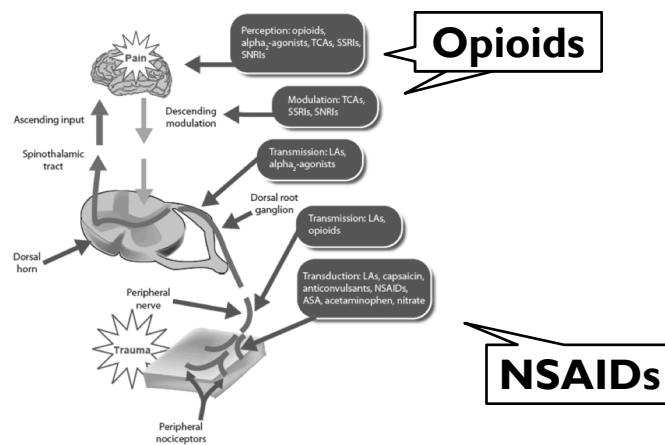 Perception: opioids,
alpha₂-agonists, TCAs, SSRIs,
SNRIs
Opioids
Pain
Modulation: TCAs,
SSRIs, SNRIs
Ascending input
Descending
modulation
Spinothalamic
tract
Transmission: LAs,
alpha₂-agonists
Dorsal root
ganglion
Transmission: LAs,
opioids
Dorsal
horn
Transduction: LAs, capsaicin,
anticonvulsants, NSAIDs,
ASA, acetaminophen, nitrate
Peripheral
nerve
Trauma
NSAIDs
Peripheral
nociceptors